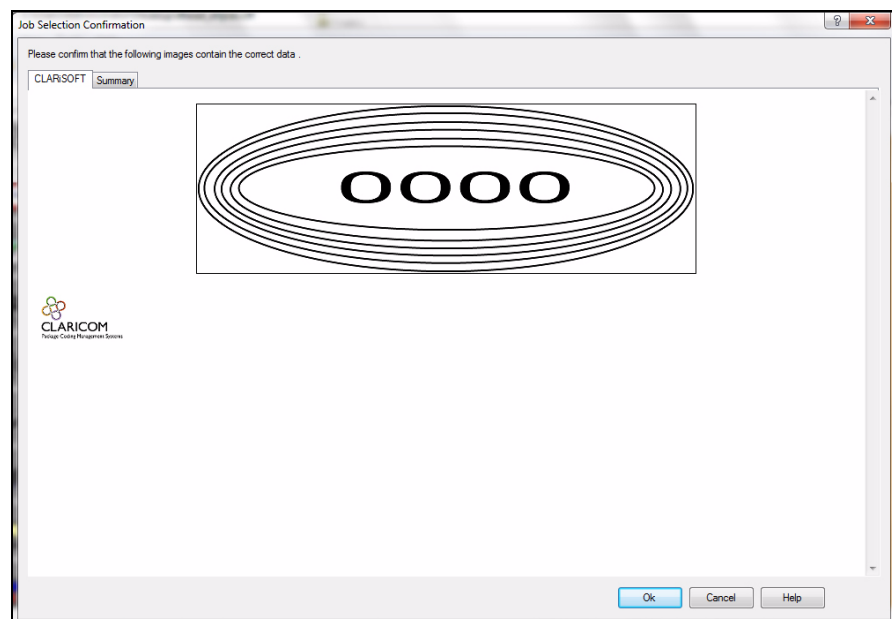 Job Selection Confirmation
Please confirm that the following images contain the correct data .
CLARiSOFT Summary
OOOO
CLARICOM
Package Coding Management Systems
Ok Cancel Help